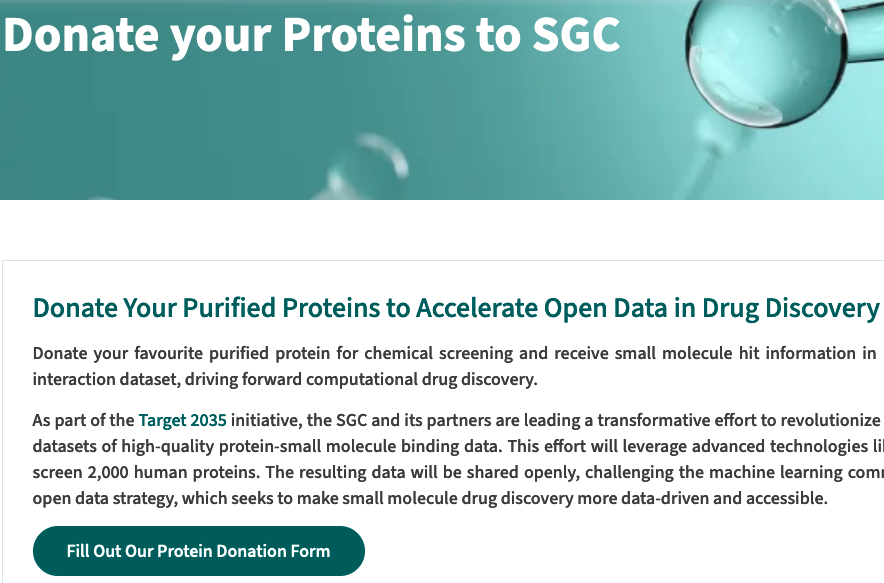 Donate your Proteins to SGC
Donate Your Purified Proteins to Accelerate Open Data in Drug Discovery
Donate your favourite purified protein for chemical screening and receive small molecule hit information in
interaction dataset, driving forward computational drug discovery.
As part of the Target 2035 initiative, the SGC and its partners are leading a transformative effort to revolutionize
datasets of high-quality protein-small molecule binding data. This effort will leverage advanced technologies
screen 2,000 human proteins. The resulting data will be shared openly, challenging the machine learning
open data strategy, which seeks to make small molecule drug discovery more data-driven and accessible.
Fill Out Our Protein Donation Form